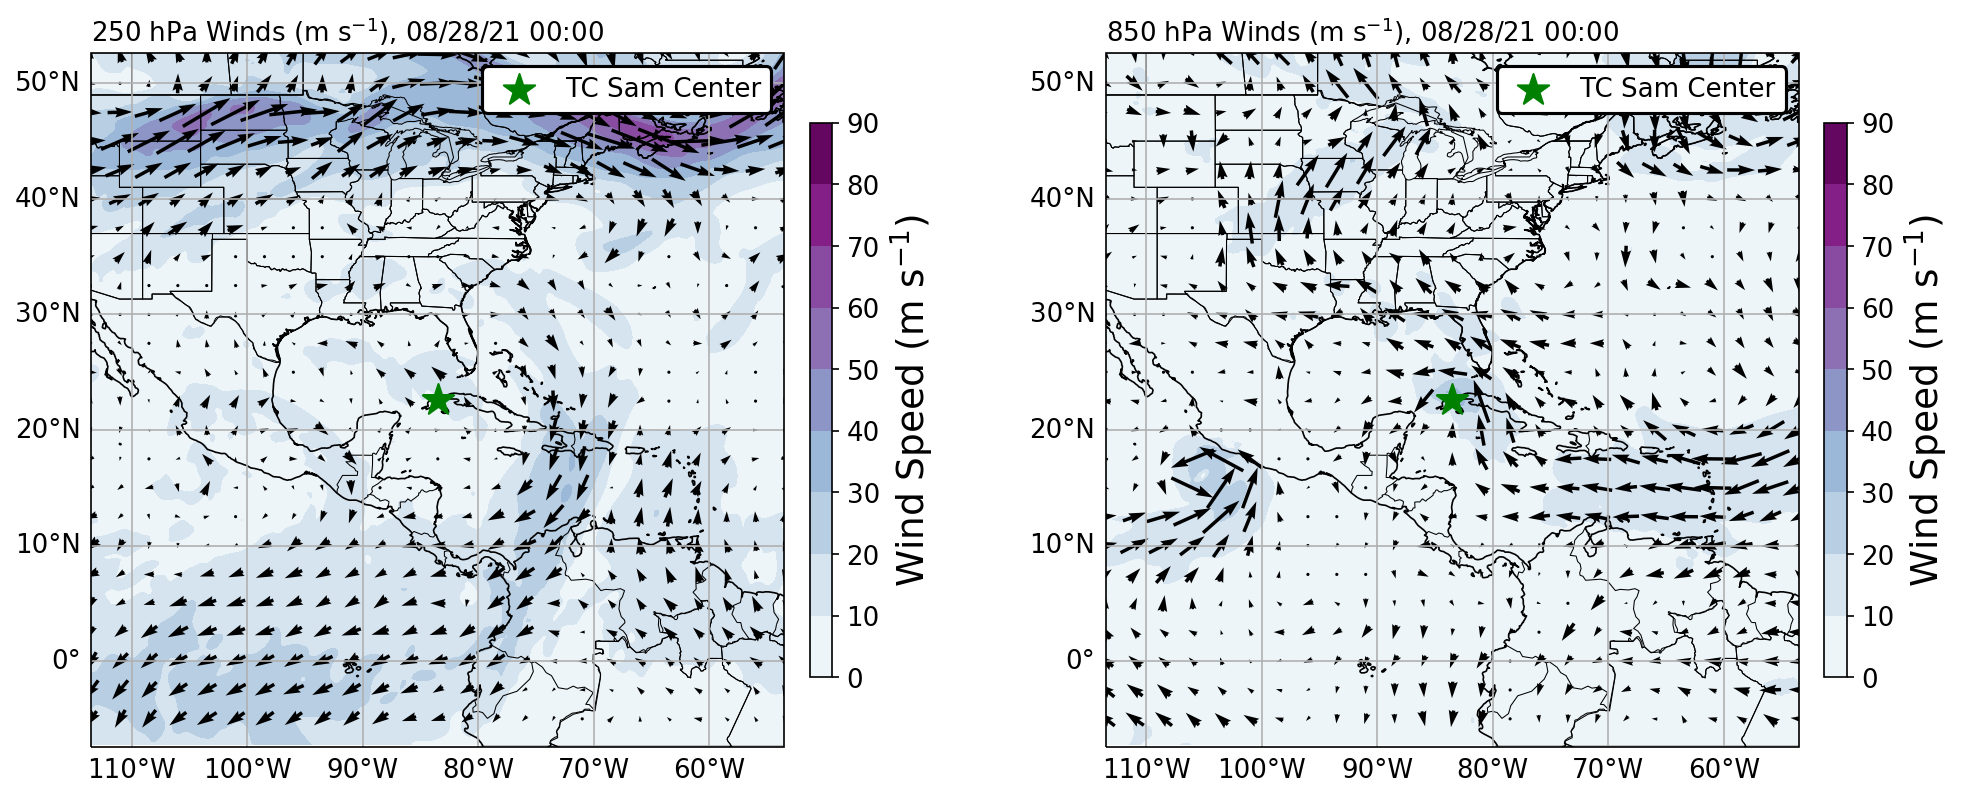 250 hPa Winds (m s⁻¹), 08/28/21 00:00
TC Sam Center
50°N
40°N
30°N
20°N
10°N
0°
110°W 100°W 90°W 80°W 70°W 60°W
90
80
70
60
50
40
30
20
10
0
Wind Speed (m s⁻¹)
850 hPa Winds (m s⁻¹), 08/28/21 00:00
TC Sam Center
50°N
40°N
30°N
20°N
10°N
0°
110°W 100°W 90°W 80°W 70°W 60°W
90
80
70
60
50
40
30
20
10
0
Wind Speed (m s⁻¹)